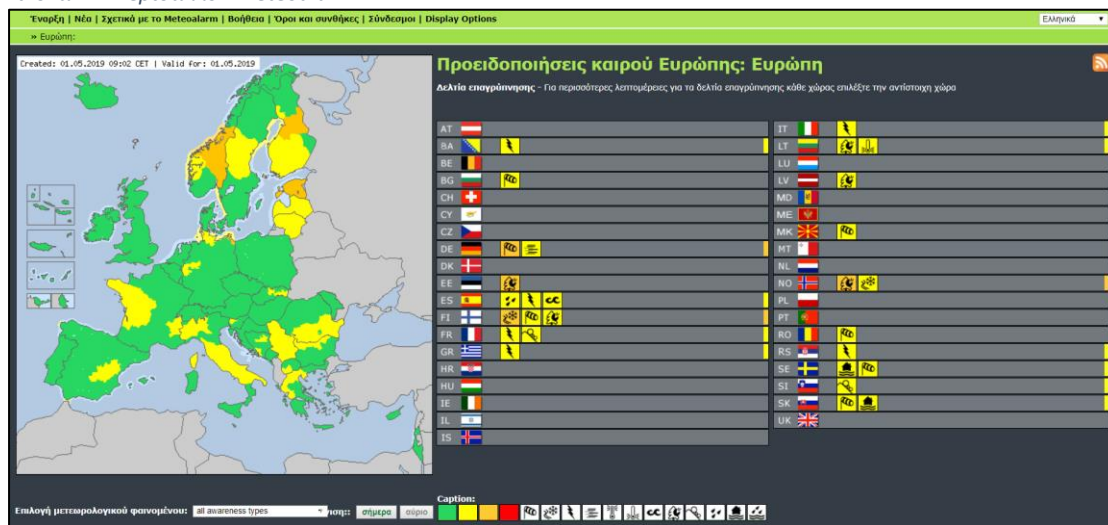 Έναρξη | Νέα | Σχετικά με το Meteoalarm | Βοήθεια | Όροι και συνθήκες | Σύνδεσμοι | Display Options
Ελληνικά
» Ευρώπη:
Created: 01.05.2019 09:02 CET | Valid for: 01.05.2019
Προειδοποιήσεις καιρού Ευρώπης: Ευρώπη
Δελτία επαγρύπνησης - Για περισσότερες λεπτομέρειες για τα δελτία επαγρύπνησης κάθε χώρας επιλέξτε την αντίστοιχη χώρα
AT
BA
BE
BG
CH
CY
CZ
DE
DK
EE
ES
FI
FR
GR
HR
HU
IE
IL
IS
IT
LT
LU
LV
MD
ME
MK
MT
NL
NO
PL
PT
RO
RS
SE
SI
SK
UK
Caption:
Επιλογή μετεωρολογικού φαινομένου: all awareness types
σήμερα αύριο